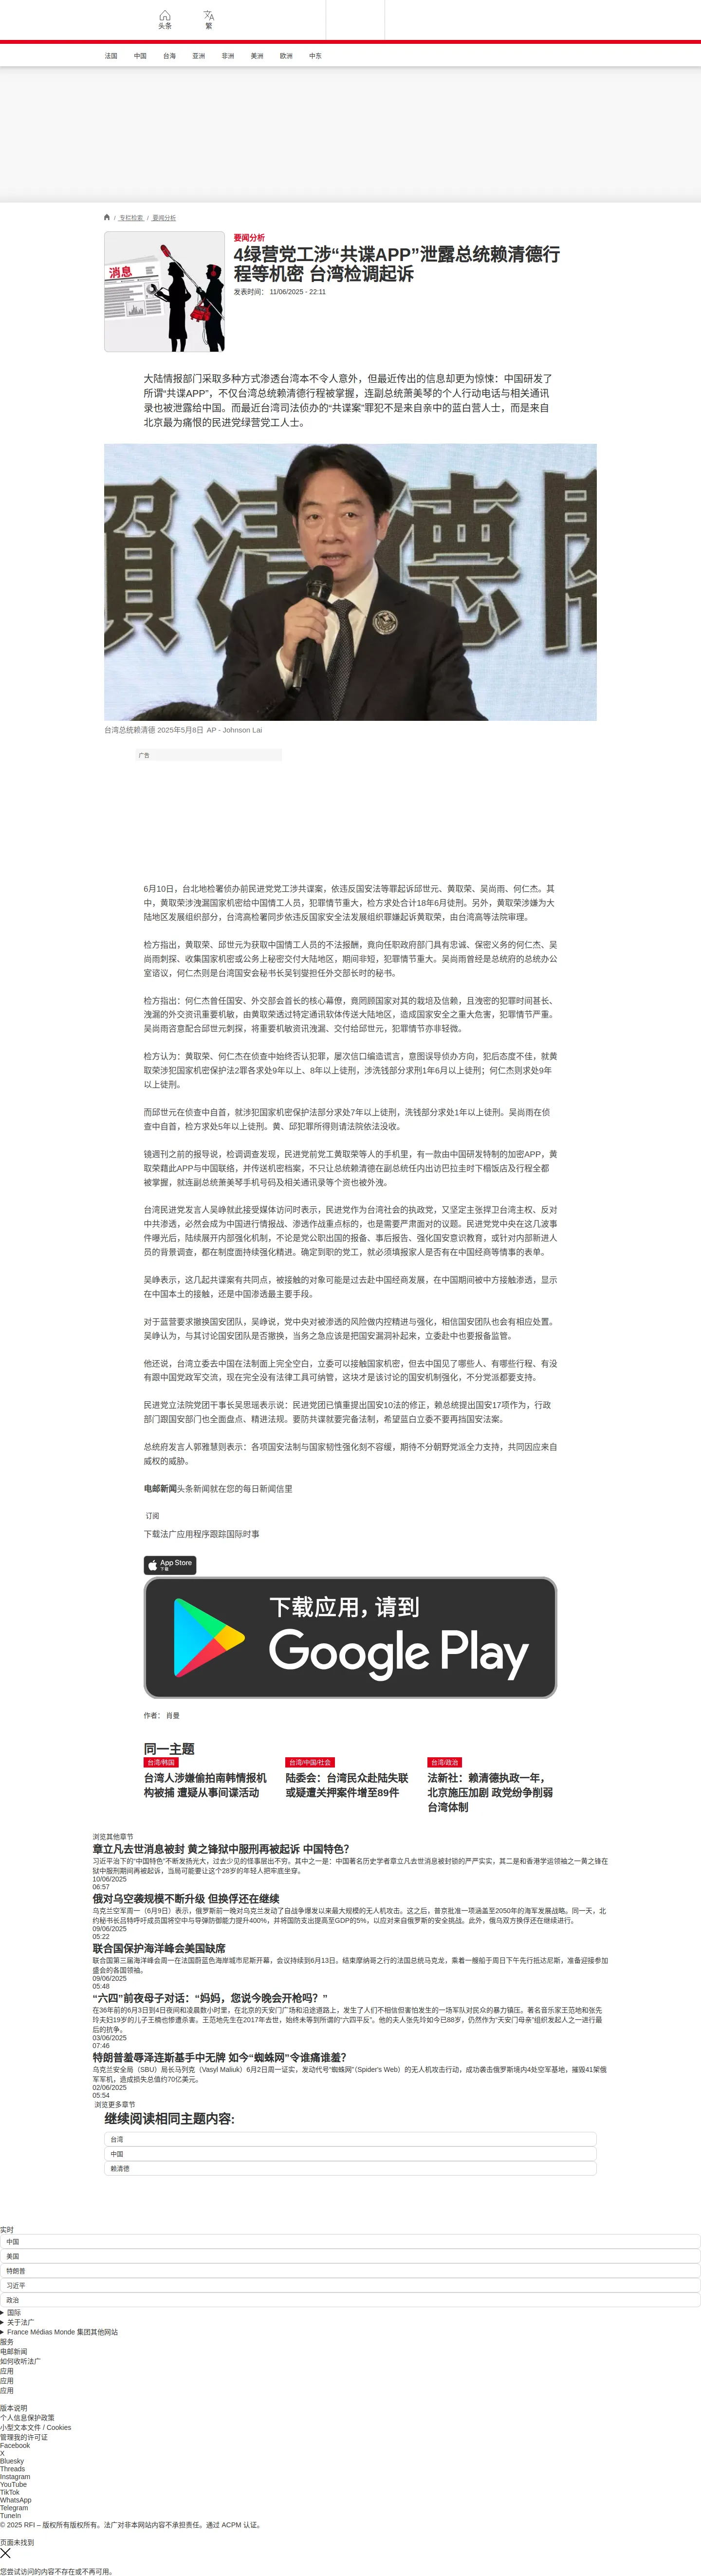 头条
繁
法国
中国
台海
亚洲
非洲
美洲
欧洲
中东
/ 专栏检索 / 要闻分析
消息
要闻分析
4绿营党工涉“共谍APP”泄露总统赖清德行
程等机密 台湾检调起诉
发表时间： 11/06/2025 - 22:11
大陆情报部门采取多种方式渗透台湾本不令人意外，但最近传出的信息却更为惊悚：中国研发了
所谓“共谍APP”，不仅台湾总统赖清德行程被掌握，连副总统萧美琴的个人行动电话与相关通讯
录也被泄露给中国。而最近台湾司法侦办的“共谍案”罪犯不是来自亲中的蓝白营人士，而是来自
北京最为痛恨的民进党绿营党工人士。
賴清德
台湾总统赖清德 2025年5月8日 AP - Johnson Lai
广告
6月10日，台北地检署侦办前民进党党工涉共谍案，依违反国安法等罪起诉邱世元、黄取荣、吴尚雨、何仁杰。其
中，黄取荣涉洩漏国家机密给中国情工人员，犯罪情节重大，检方求处合计18年6月徒刑。另外，黄取荣涉嫌为大
陆地区发展组织部分，台湾高检署同步依违反国家安全法发展组织罪嫌起诉黄取荣，由台湾高等法院审理。
检方指出，黄取荣、邱世元为获取中国情工人员的不法报酬，竟向任职政府部门具有忠诚、保密义务的何仁杰、吴
尚雨刺探、收集国家机密或公务上秘密交付大陆地区，期间非短，犯罪情节重大。吴尚雨曾经是总统府的总统办公
室谘议，何仁杰则是台湾国安会秘书长吴钊燮担任外交部长时的秘书。
检方指出：何仁杰曾任国安、外交部会首长的核心幕僚，竟罔顾国家对其的栽培及信赖，且洩密的犯罪时间甚长、
洩漏的外交资讯重要机敏，由黄取荣透过特定通讯软体传送大陆地区，造成国家安全之重大危害，犯罪情节严重。
吴尚雨咨意配合邱世元刺探，将重要机敏资讯洩漏、交付给邱世元，犯罪情节亦非轻微。
检方认为：黄取荣、何仁杰在侦查中始终否认犯罪，屡次信口编造谎言，意图误导侦办方向，犯后态度不佳，就黄
取荣涉犯国家机密保护法2罪各求处9年以上、8年以上徒刑，涉洗钱部分求刑1年6月以上徒刑；何仁杰则求处9年
以上徒刑。
而邱世元在侦查中自首，就涉犯国家机密保护法部分求处7年以上徒刑，洗钱部分求处1年以上徒刑。吴尚雨在侦
查中自首，检方求处5年以上徒刑。黄、邱犯罪所得则请法院依法没收。
镜週刊之前的报导说，检调调查发现，民进党前党工黄取荣等人的手机里，有一款由中国研发特制的加密APP，黄
取荣藉此APP与中国联络，并传送机密档案，不只让总统赖清德在副总统任内出访巴拉圭时下榻饭店及行程全都
被掌握，就连副总统萧美琴手机号码及相关通讯录等个资也被外洩。
台湾民进党发言人吴峥就此接受媒体访问时表示，民进党作为台湾社会的执政党，又坚定主张捍卫台湾主权、反对
中共渗透，必然会成为中国进行情报战、渗透作战重点标的，也是需要严肃面对的议题。民进党党中央在这几波事
件曝光后，陆续展开内部强化机制，不论是党公职出国的报备、事后报告、强化国安意识教育，或针对内部新进人
员的背景调查，都在制度面持续强化精进。确定到职的党工，就必须填报家人是否有在中国经商等情事的表单。
吴峥表示，这几起共谍案有共同点，被接触的对象可能是过去赴中国经商发展，在中国期间被中方接触渗透，显示
在中国本土的接触，还是中国渗透最主要手段。
对于蓝营要求撤换国安团队，吴峥说，党中央对被渗透的风险做内控精进与强化，相信国安团队也会有相应处置。
吴峥认为，与其讨论国安团队是否撤换，当务之急应该是把国安漏洞补起来，立委赴中也要报备监管。
他还说，台湾立委去中国在法制面上完全空白，立委可以接触国家机密，但去中国见了哪些人、有哪些行程、有没
有跟中国党政军交流，现在完全没有法律工具可纳管，这块才是该讨论的国安机制强化，不分党派都要支持。
民进党立法院党团干事长吴思瑶表示说：民进党团已慎重提出国安10法的修正，赖总统提出国安17项作为，行政
部门跟国安部门也全面盘点、精进法规。要防共谍就要完备法制，希望蓝白立委不要再挡国安法案。
总统府发言人郭雅慧则表示：各项国安法制与国家韧性强化刻不容缓，期待不分朝野党派全力支持，共同因应来自
威权的威胁。
电邮新闻头条新闻就在您的每日新闻信里
订阅
下载法广应用程序跟踪国际时事
App Store
下载
下载应用，请到
Google Play
作者： 肖曼
同一主题
台湾/韩国
台湾人涉嫌偷拍南韩情报机
构被捕 遭疑从事间谍活动
台湾/中国/社会
陆委会：台湾民众赴陆失联
或疑遭关押案件增至89件
台湾/政治
法新社：赖清德执政一年，
北京施压加剧 政党纷争削弱
台湾体制
浏览其他章节
章立凡去世消息被封 黄之锋狱中服刑再被起诉 中国特色?
习近平治下的“中国特色”不断发扬光大，过去少见的怪事层出不穷。其中之一是：中国著名历史学者章立凡去世消息被封锁的严严实实，其二是和香港学运领袖之一黄之锋在
狱中服刑期间再被起诉，当局可能要让这个28岁的年轻人把牢底坐穿。
10/06/2025
06:57
俄对乌空袭规模不断升级 但换俘还在继续
乌克兰空军周一（6月9日）表示，俄罗斯前一晚对乌克兰发动了自战争爆发以来最大规模的无人机攻击。这之后，普京批准一项涵盖至2050年的海军发展战略。同一天，北
约秘书长吕特呼吁成员国将空中与导弹防御能力提升400%，并将国防支出提高至GDP的5%，以应对来自俄罗斯的安全挑战。此外，俄乌双方换俘还在继续进行。
09/06/2025
05:22
联合国保护海洋峰会美国缺席
联合国第三届海洋峰会周一在法国蔚蓝色海岸城市尼斯开幕，会议持续到6月13日。结束摩纳哥之行的法国总统马克龙，乘着一艘船于周日下午先行抵达尼斯，准备迎接参加
盛会的各国领袖。
09/06/2025
05:48
“六四”前夜母子对话：“妈妈，您说今晚会开枪吗？”
在36年前的6月3日到4日夜间和凌晨数小时里，在北京的天安门广场和沿途道路上，发生了人们不相信但害怕发生的一场军队对民众的暴力镇压。著名音乐家王范地和张先
玲夫妇19岁的儿子王楠也惨遭杀害。王范地先生在2017年去世，始终未等到所谓的“六四平反”。他的夫人张先玲如今已88岁，仍然作为“天安门母亲”组织发起人之一进行最
后的抗争。
03/06/2025
07:46
特朗普羞辱泽连斯基手中无牌 如今“蜘蛛网”令谁痛谁羞?
乌克兰安全局（SBU）局长马列克（Vasyl Maliuk）6月2日周一证实，发动代号“蜘蛛网”（Spider's Web）的无人机攻击行动，成功袭击俄罗斯境内4处空军基地，摧毁41架俄
军军机，造成损失总值约70亿美元。
02/06/2025
05:54
浏览更多章节
继续阅读相同主题内容:
台湾
中国
赖清德
实时
中国
美国
特朗普
习近平
政治
国际
关于法广
France Médias Monde 集团其他网站
服务
电邮新闻
如何收听法广
应用
应用
应用
版本说明
个人信息保护政策
小型文本文件 / Cookies
管理我的许可证
Facebook
X
Bluesky
Threads
Instagram
YouTube
TikTok
WhatsApp
Telegram
TuneIn
© 2025 RFI – 版权所有版权所有。法广对非本网站内容不承担责任。通过 ACPM 认证。
页面未找到
您尝试访问的内容不存在或不再可用。